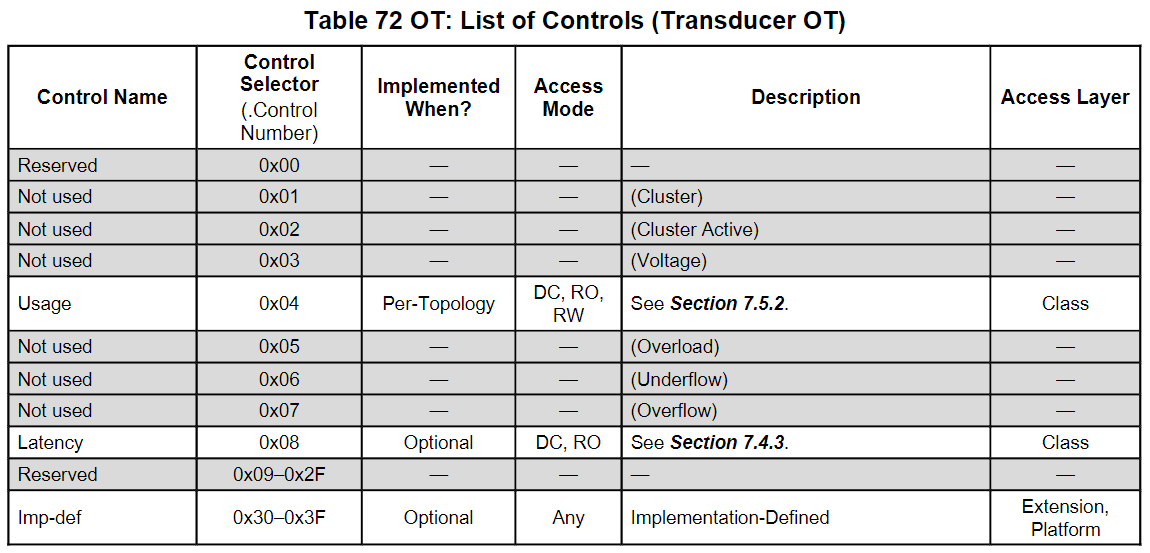 Table 72 OT: List of Controls (Transducer OT)
Control Name | Control Selector (.Control Number) | Implemented When? | Access Mode | Description | Access Layer
Reserved | 0x00 | — | — | — | —
Not used | 0x01 | — | — | (Cluster) | —
Not used | 0x02 | — | — | (Cluster Active) | —
Not used | 0x03 | — | — | (Voltage) | —
Usage | 0x04 | Per-Topology | DC, RO, RW | See Section 7.5.2. | Class
Not used | 0x05 | — | — | (Overload) | —
Not used | 0x06 | — | — | (Underflow) | —
Not used | 0x07 | — | — | (Overflow) | —
Latency | 0x08 | Optional | DC, RO | See Section 7.4.3. | Class
Reserved | 0x09–0x2F | — | — | — | —
Imp-def | 0x30–0x3F | Optional | Any | Implementation-Defined | Extension, Platform